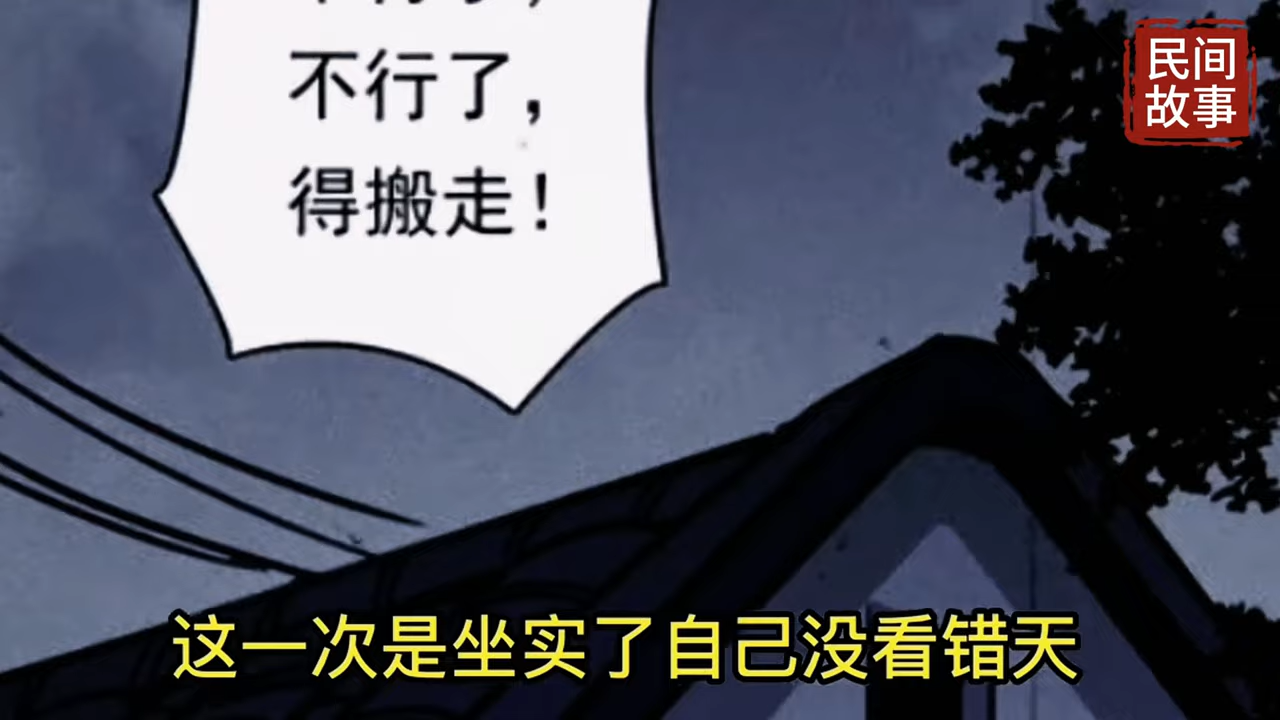 不行了，
得搬走！
民间
故事
这一次是坐实了自己没看错天